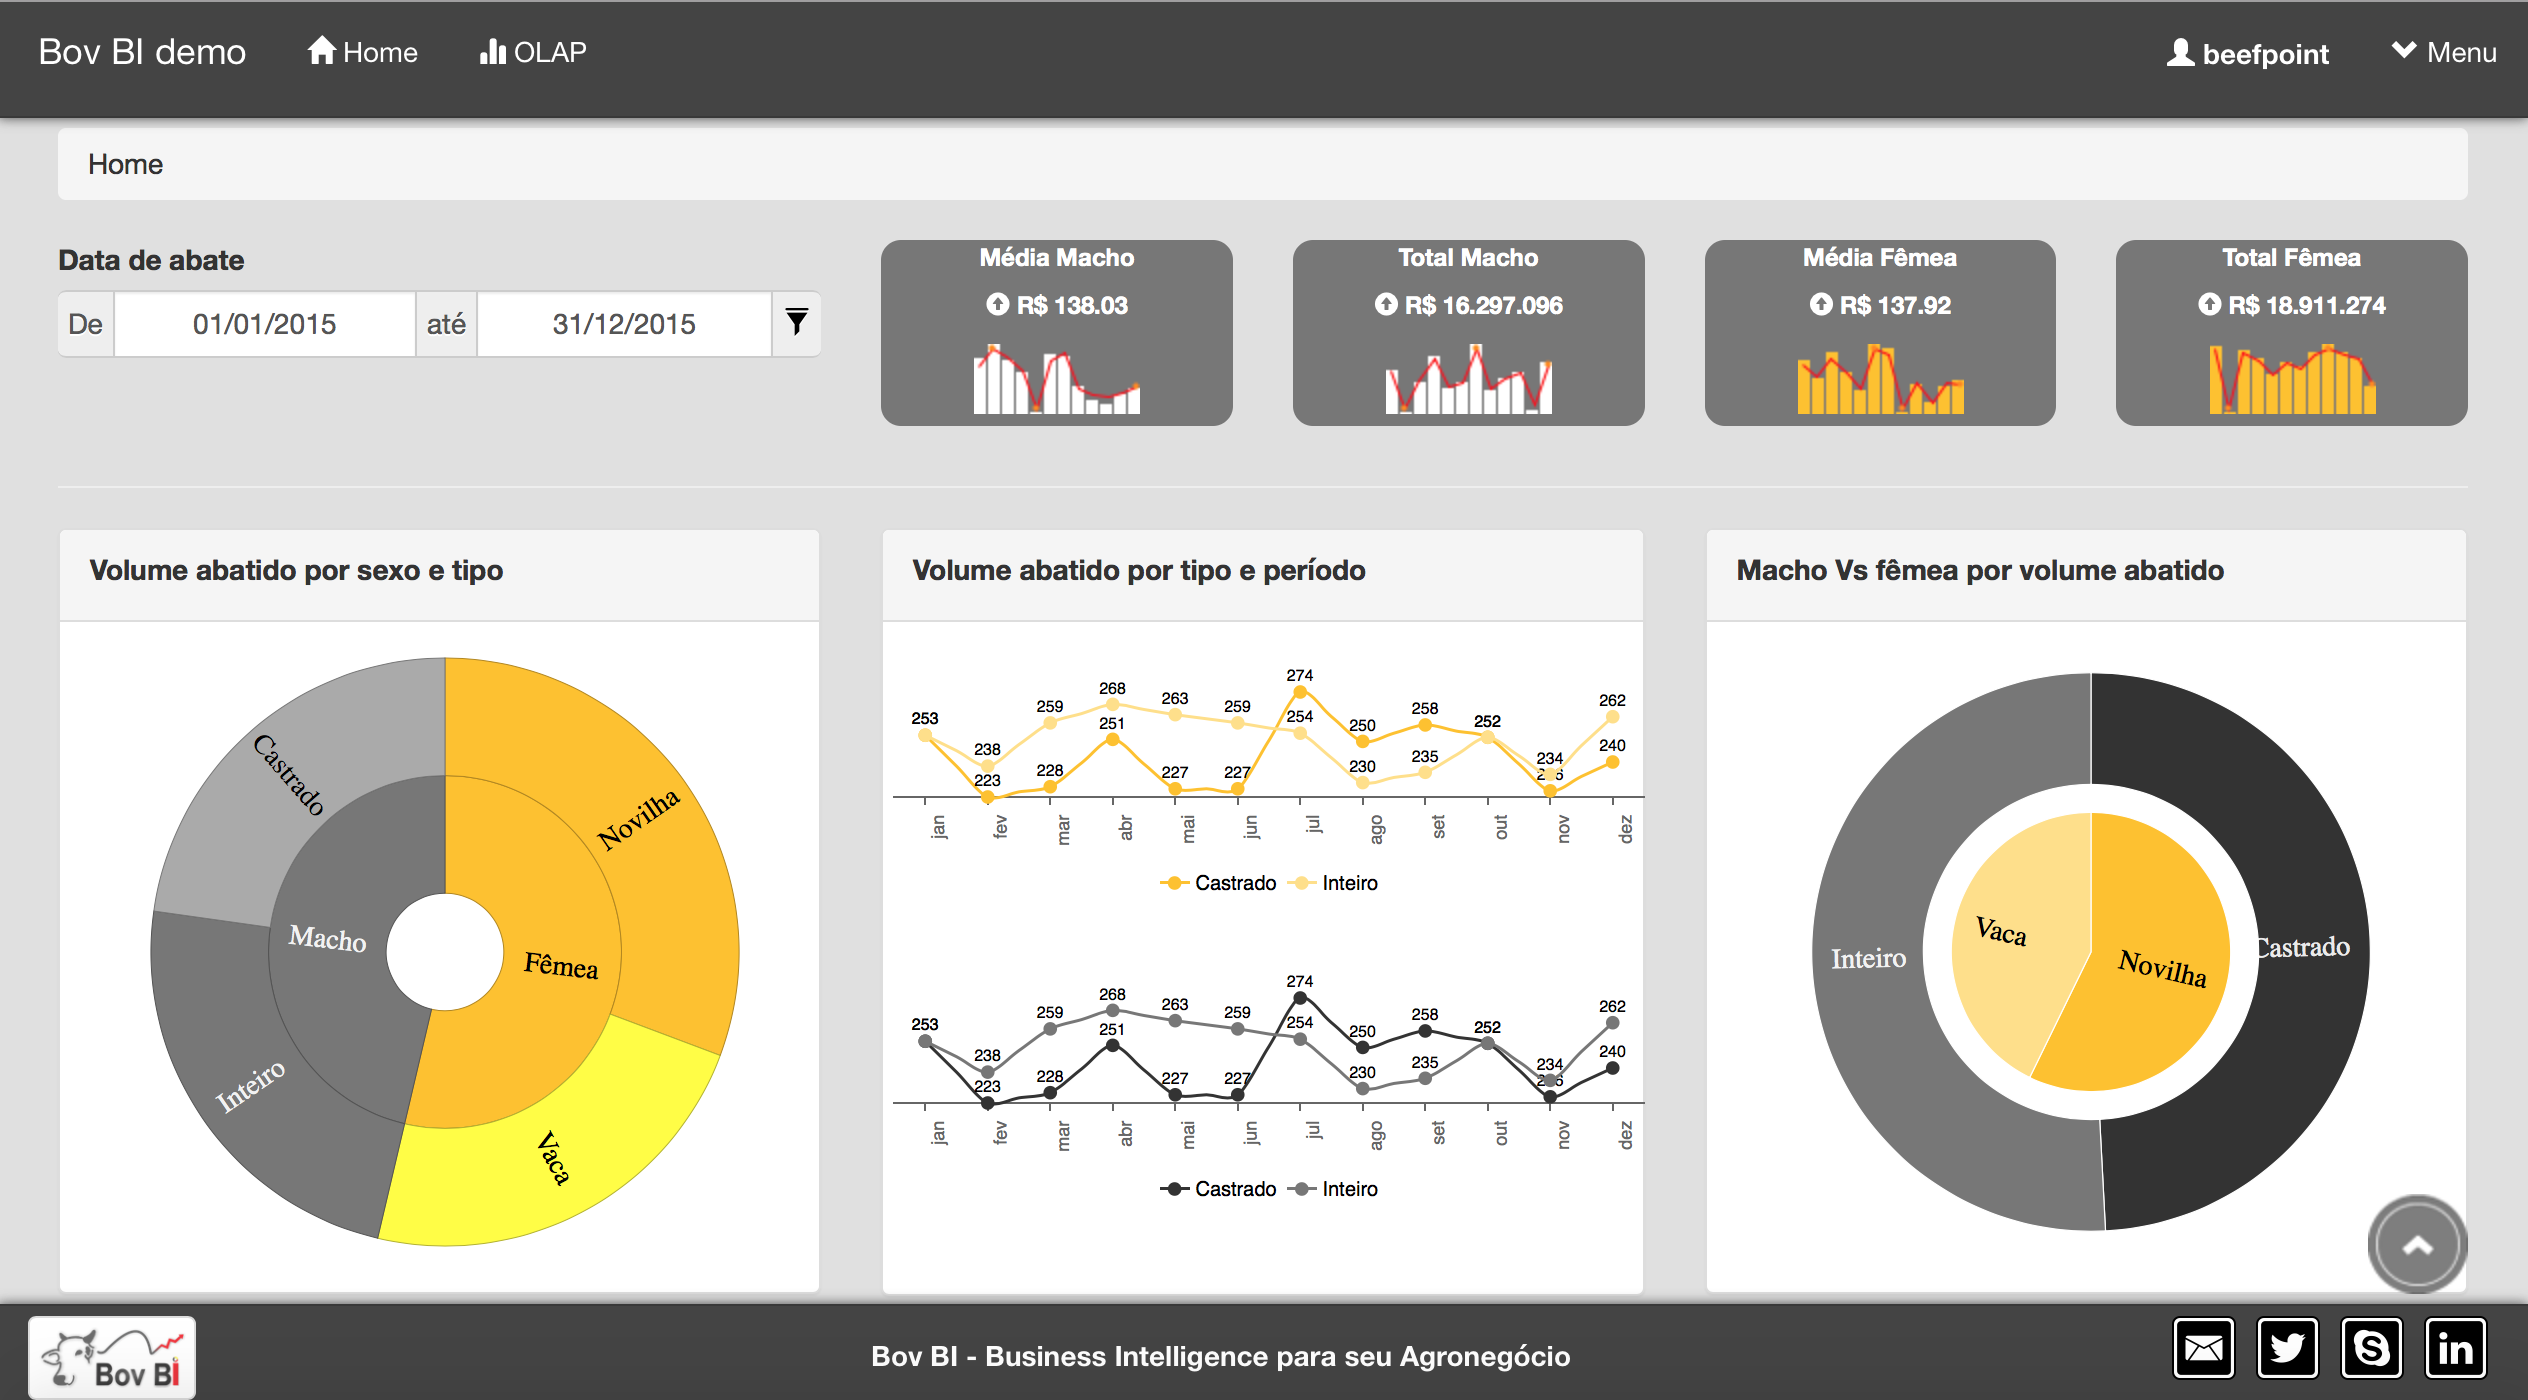 Bov BI demo Home OLAP beefpoint Menu
Home
Data de abate
De 01/01/2015 até 31/12/2015
Média Macho
R$ 138.03
Total Macho
R$ 16.297.096
Média Fêmea
R$ 137.92
Total Fêmea
R$ 18.911.274
Volume abatido por sexo e tipo
Castrado
Novilha
Macho
Fêmea
Inteiro
Vaca
Volume abatido por tipo e período
274
268
263
262
259
259
258
253
251
254
250
252
238
240
235
234
223
228
227
227
230
jan fev mar abr mai jun jul ago set out nov dez
Castrado Inteiro
274
268
263
262
259
259
258
253
251
254
250
252
238
240
235
234
223
228
227
227
230
jan fev mar abr mai jun jul ago set out nov dez
Castrado Inteiro
Macho Vs fêmea por volume abatido
Vaca
Inteiro
Castrado
Novilha
Bov BI
Bov BI - Business Intelligence para seu Agronegócio
in